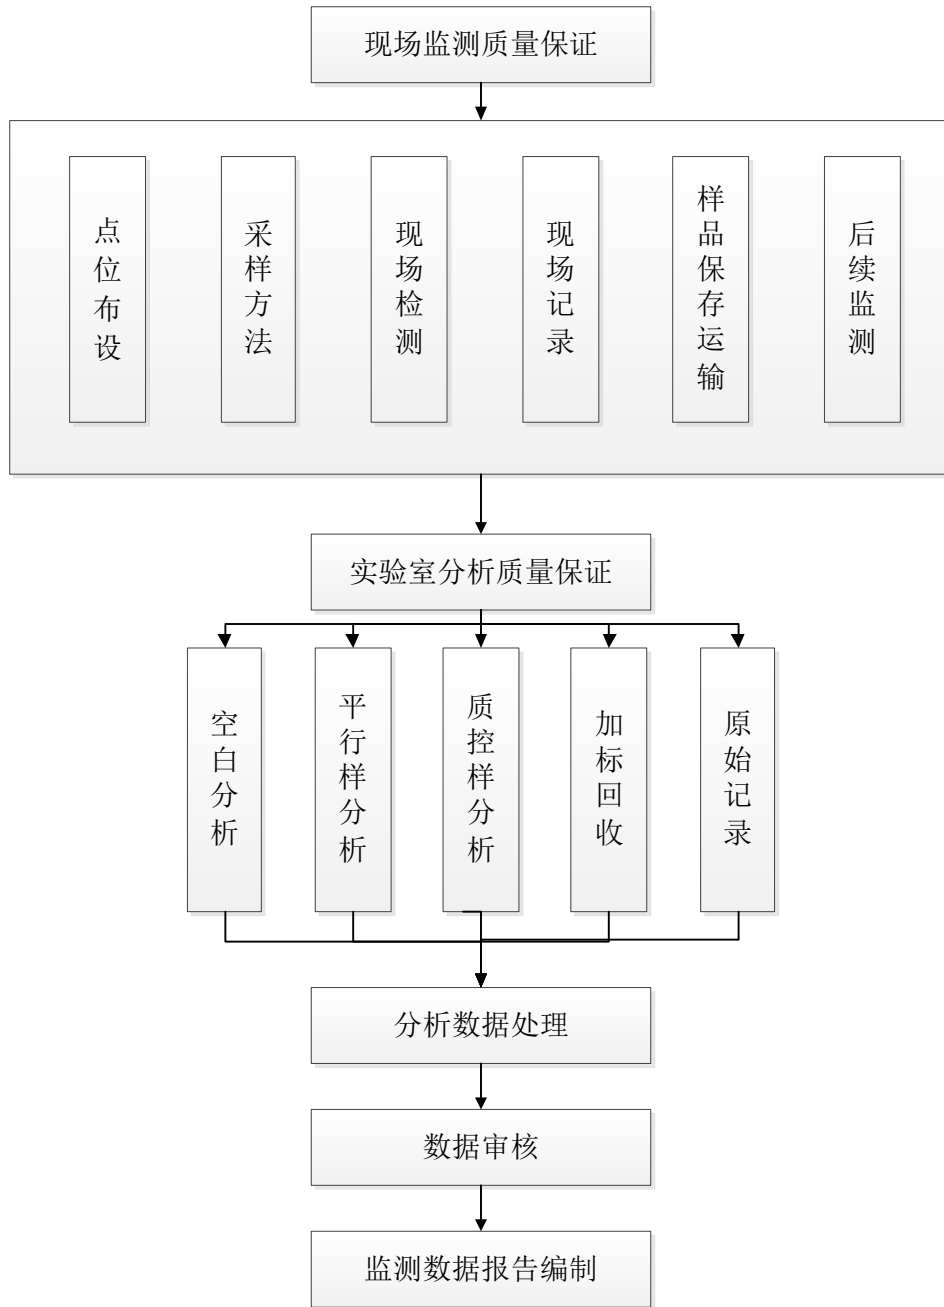 现场监测质量保证
点位布设
采样方法
现场检测
现场记录
样品保存运输
后续监测
实验室分析质量保证
空白分析
平行样分析
质控样分析
加标回收
原始记录
分析数据处理
数据审核
监测数据报告编制